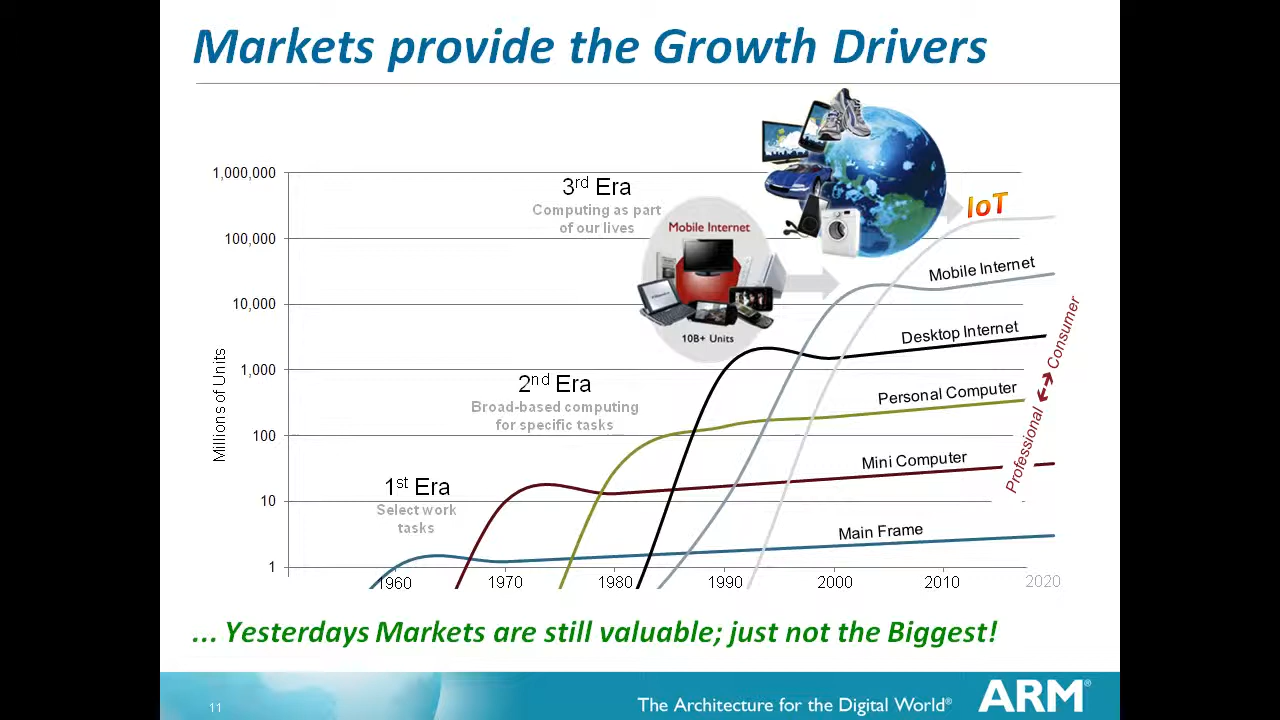 Markets provide the Growth Drivers
1,000,000
100,000
10,000
1,000
100
10
1
Millions of Units
3rd Era
Computing as part
of our lives
Mobile Internet
10B+ Units
IoT
Mobile Internet
Desktop Internet
2nd Era
Broad-based computing
for specific tasks
Personal Computer
Professional
Consumer
1st Era
Select work
tasks
Mini Computer
Main Frame
1960
1970
1980
1990
2000
2010
2020
... Yesterdays Markets are still valuable; just not the Biggest!
11
The Architecture for the Digital World®
ARM®